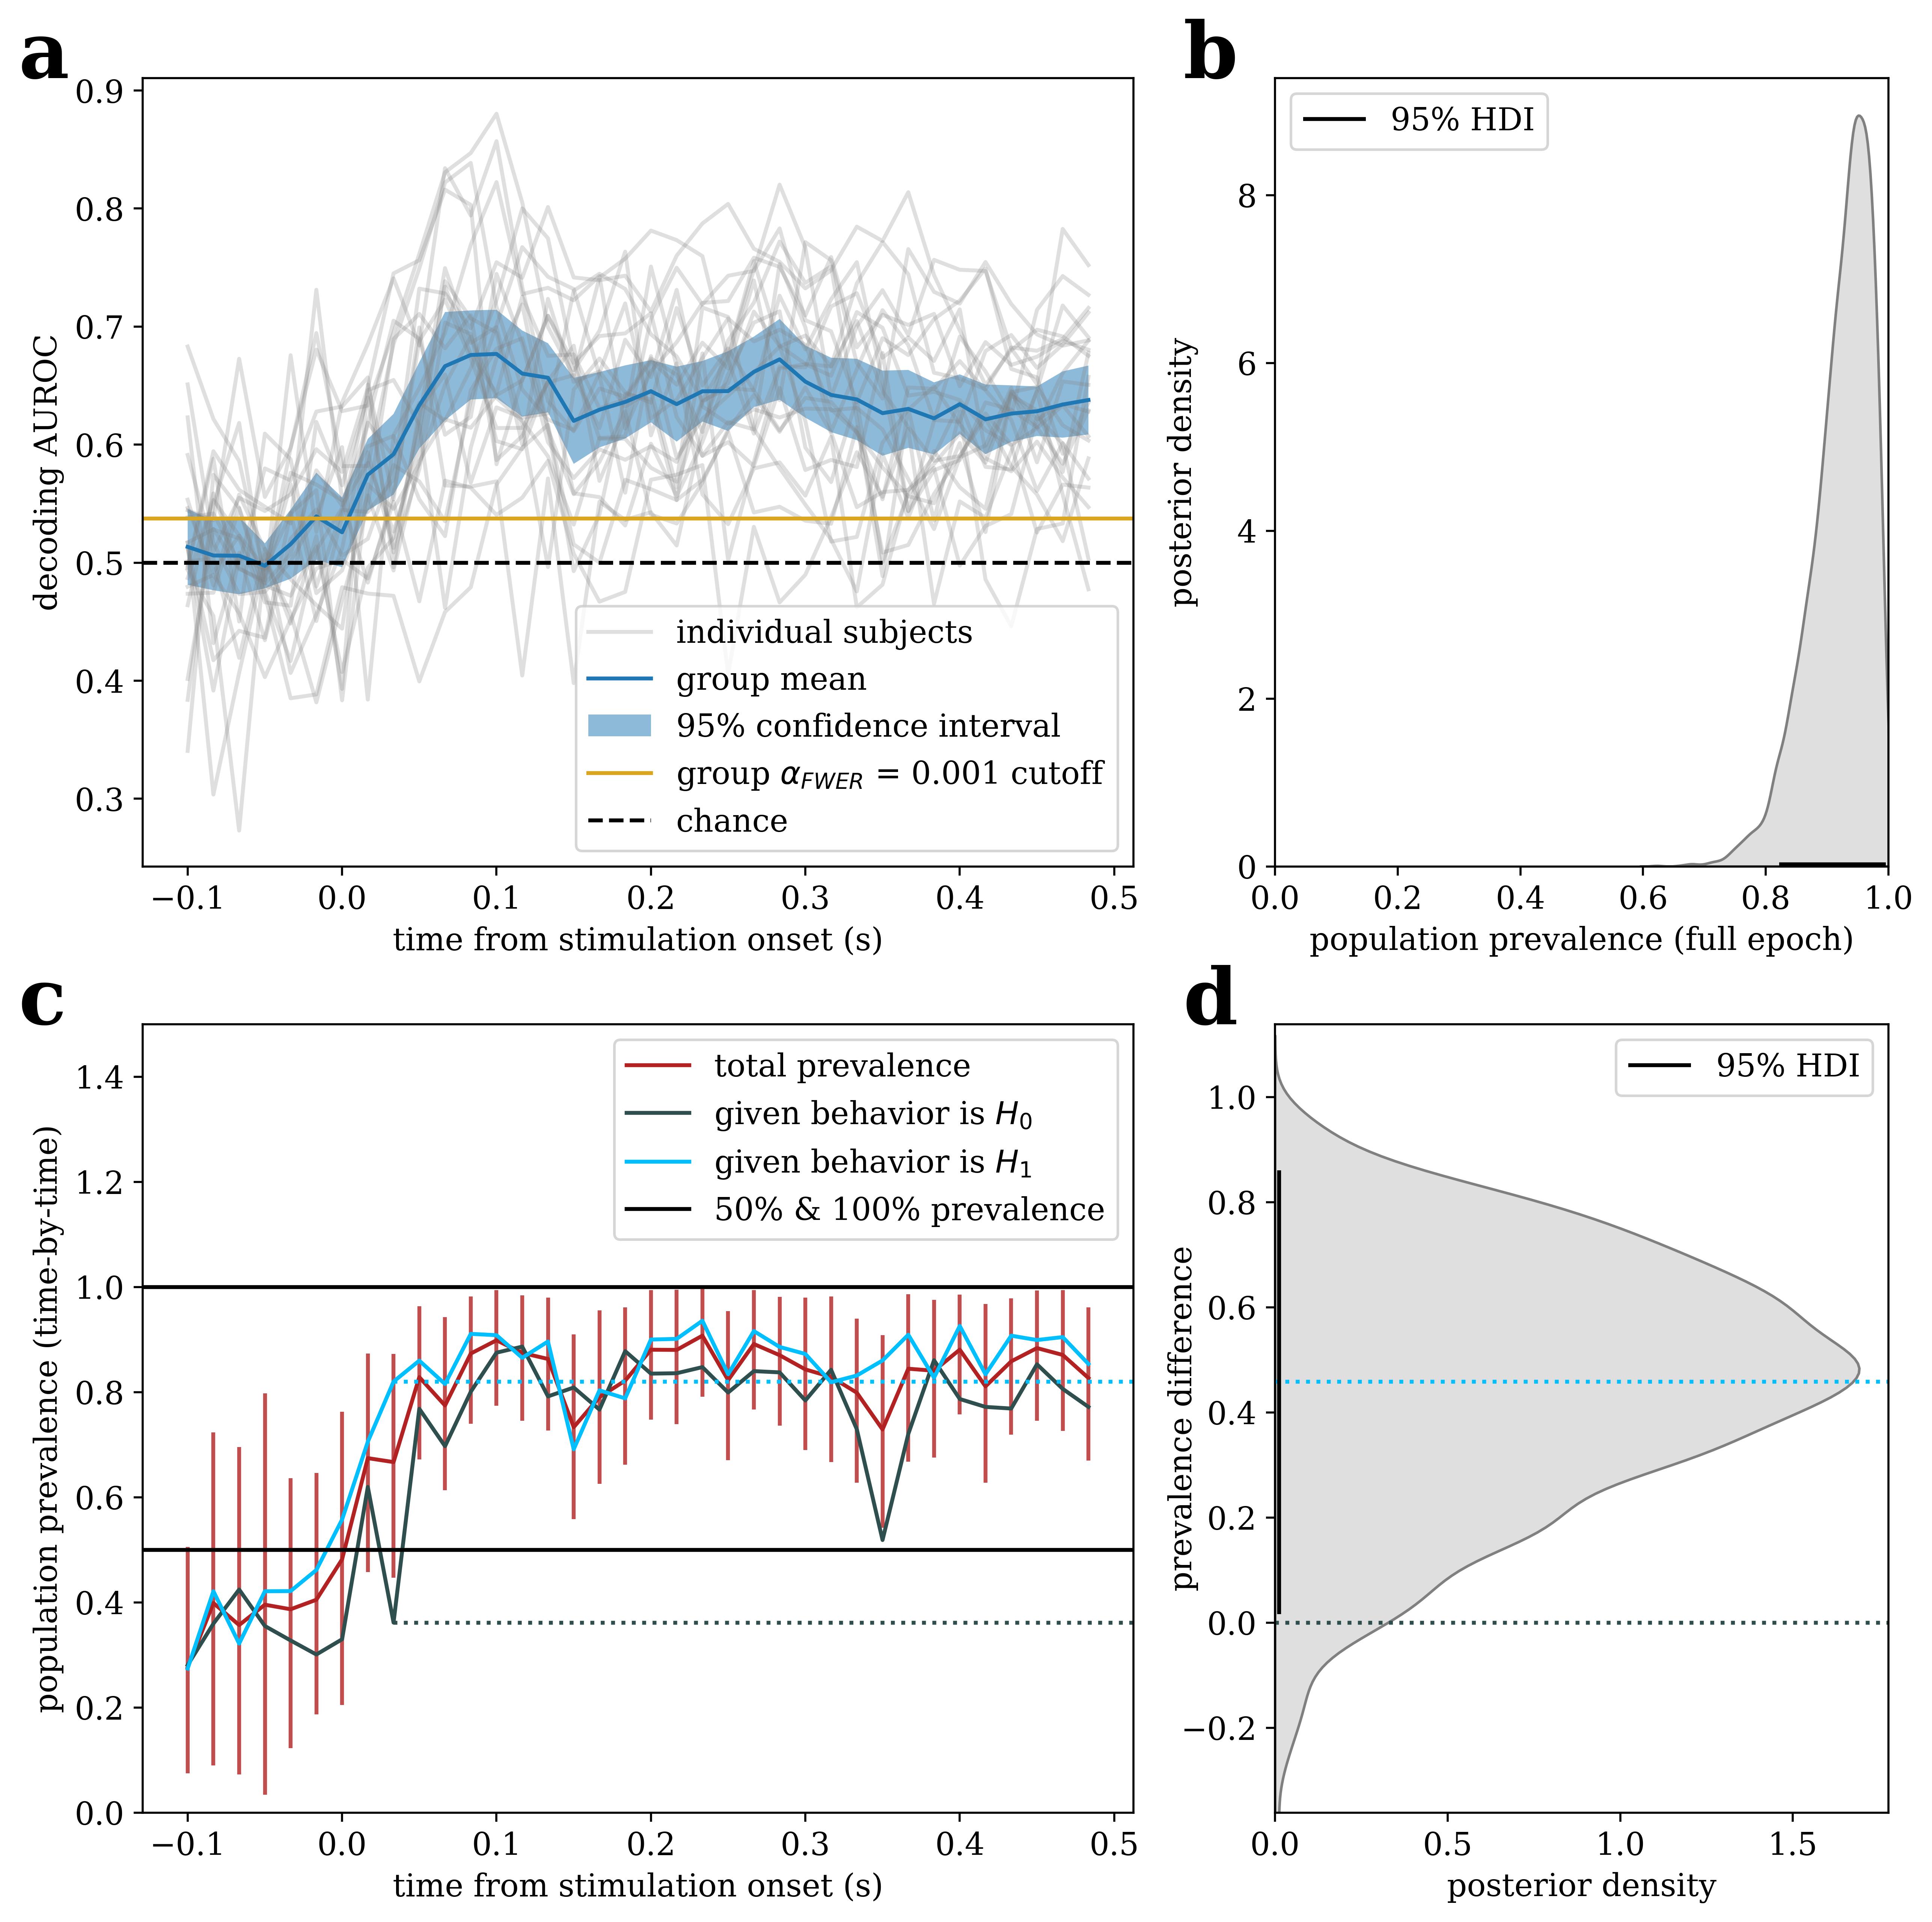 a
0.9
0.8
0.7
0.6
0.5
0.4
0.3
decoding AUROC
individual subjects
group mean
95% confidence interval
group α_FWER = 0.001 cutoff
chance
−0.1 0.0 0.1 0.2 0.3 0.4 0.5
time from stimulation onset (s)
b
95% HDI
8
6
4
2
0
posterior density
0.0 0.2 0.4 0.6 0.8 1.0
population prevalence (full epoch)
c
1.4
1.2
1.0
0.8
0.6
0.4
0.2
0.0
population prevalence (time-by-time)
total prevalence
given behavior is H₀
given behavior is H₁
50% & 100% prevalence
−0.1 0.0 0.1 0.2 0.3 0.4 0.5
time from stimulation onset (s)
d
95% HDI
1.0
0.8
0.6
0.4
0.2
0.0
−0.2
prevalence difference
0.0 0.5 1.0 1.5
posterior density